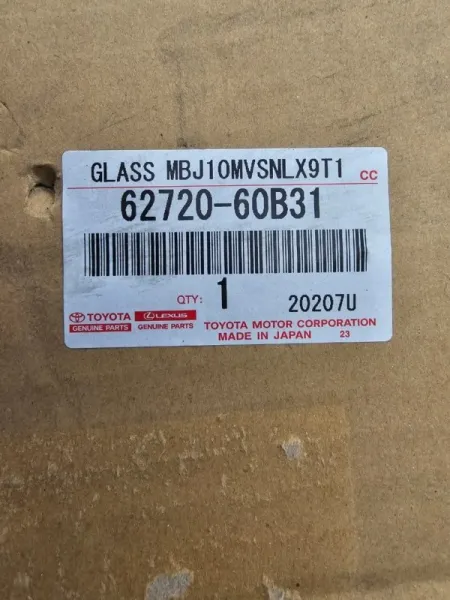 GLASS MBJ10MVSNLX9T1 CC
62720-60B31
QTY: 1 20207U
TOYOTA LEXUS
GENUINE PARTS GENUINE PARTS
TOYOTA MOTOR CORPORATION
MADE IN JAPAN 23